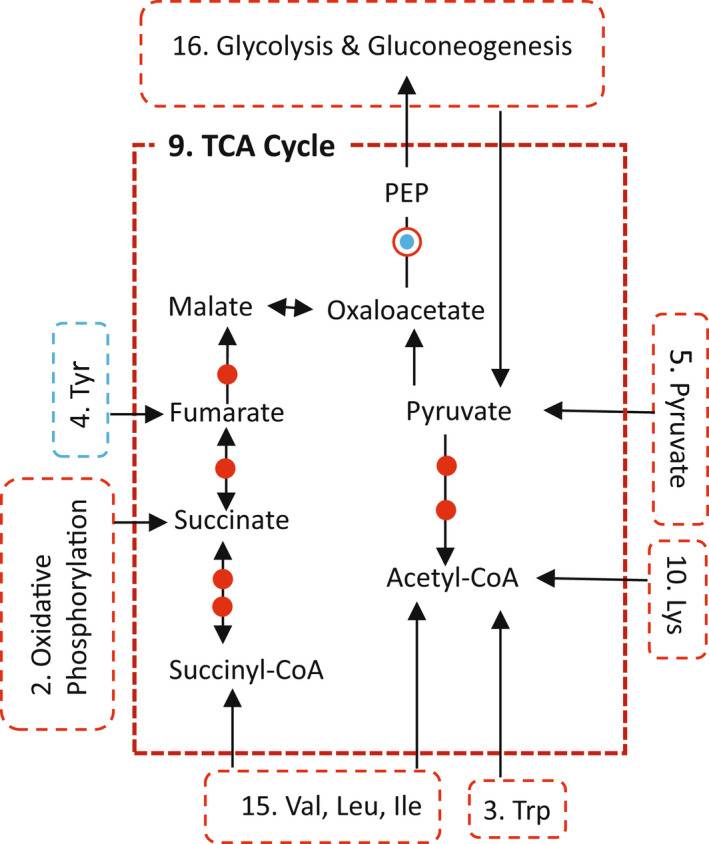 16. Glycolysis & Gluconeogenesis
9. TCA Cycle
PEP
Malate
Oxaloacetate
4. Tyr
Fumarate
Pyruvate
5. Pyruvate
2. Oxidative
Phosphorylation
Succinate
Acetyl-CoA
10. Lys
Succinyl-CoA
15. Val, Leu, Ile
3. Trp